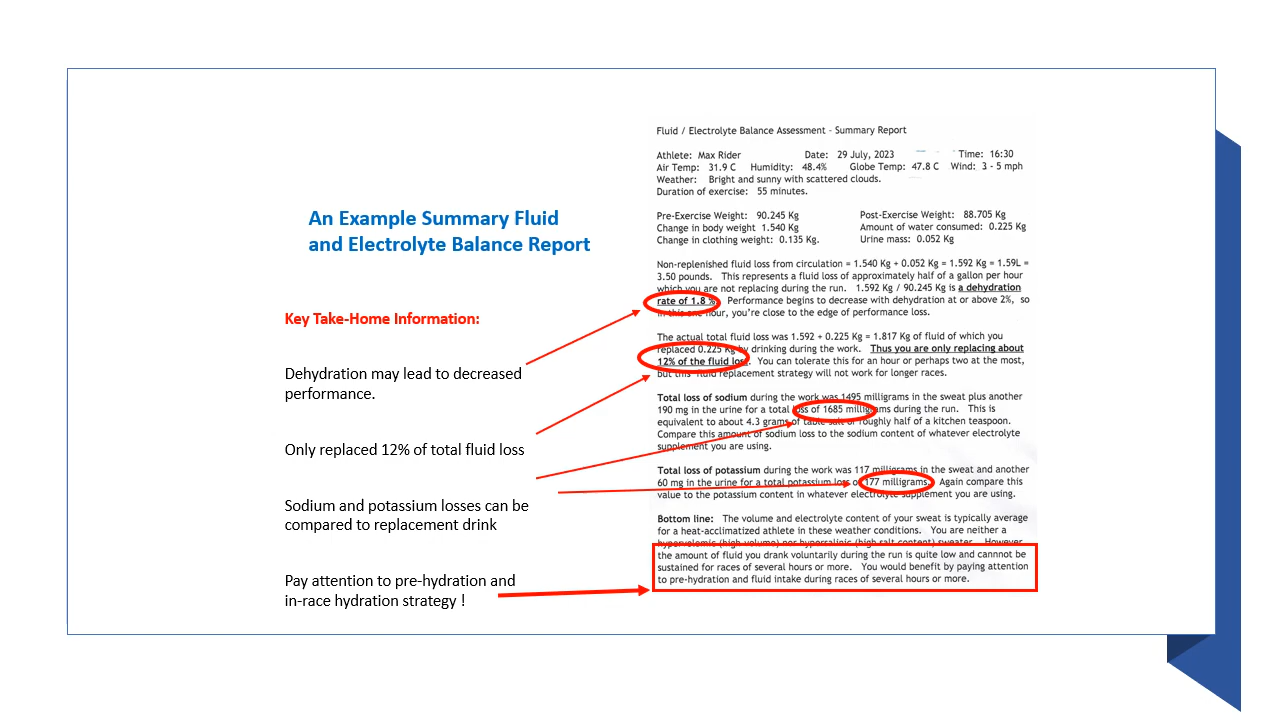 An Example Summary Fluid
and Electrolyte Balance Report
Key Take-Home Information:
Dehydration may lead to decreased
performance.
Only replaced 12% of total fluid loss
Sodium and potassium losses can be
compared to replacement drink
Pay attention to pre-hydration and
in-race hydration strategy !
Fluid / Electrolyte Balance Assessment - Summary Report
Athlete: Max Rider Date: 29 July, 2023 Time: 16:30
Air Temp: 31.9 C Humidity: 48.4% Globe Temp: 47.8 C Wind: 3 - 5 mph
Weather: Bright and sunny with scattered clouds.
Duration of exercise: 55 minutes.
Pre-Exercise Weight: 90.245 Kg Post-Exercise Weight: 88.705 Kg
Change in body weight 1.540 Kg Amount of water consumed: 0.225 Kg
Change in clothing weight: 0.135 Kg. Urine mass: 0.052 Kg
Non-replenished fluid loss from circulation = 1.540 Kg + 0.052 Kg = 1.592 Kg = 1.59L =
3.50 pounds. This represents a fluid loss of approximately half of a gallon per hour
which you are not replacing during the run. 1.592 Kg / 90.245 Kg is a dehydration
rate of 1.8 %. Performance begins to decrease with dehydration at or above 2%, so
in this one hour, you're close to the edge of performance loss.
The actual total fluid loss was 1.592 + 0.225 Kg = 1.817 Kg of fluid of which you
replaced 0.225 Kg by drinking during the work. Thus you are only replacing about
12% of the fluid loss. You can tolerate this for an hour or perhaps two at the most,
but this fluid replacement strategy will not work for longer races.
Total loss of sodium during the work was 1495 milligrams in the sweat plus another
190 mg in the urine for a total loss of 1685 milligrams during the run. This is
equivalent to about 4.3 grams of table salt or roughly half of a kitchen teaspoon.
Compare this amount of sodium loss to the sodium content of whatever electrolyte
supplement you are using.
Total loss of potassium during the work was 117 milligrams in the sweat and another
60 mg in the urine for a total potassium loss of 177 milligrams. Again compare this
value to the potassium content in whatever electrolyte supplement you are using.
Bottom line: The volume and electrolyte content of your sweat is typically average
for a heat-acclimatized athlete in these weather conditions. You are neither a
hypervolemic (high volume) nor hypersalinic (high salt content) sweater. However
the amount of fluid you drank voluntarily during the run is quite low and cannnot be
sustained for races of several hours or more. You would benefit by paying attention
to pre-hydration and fluid intake during races of several hours or more.